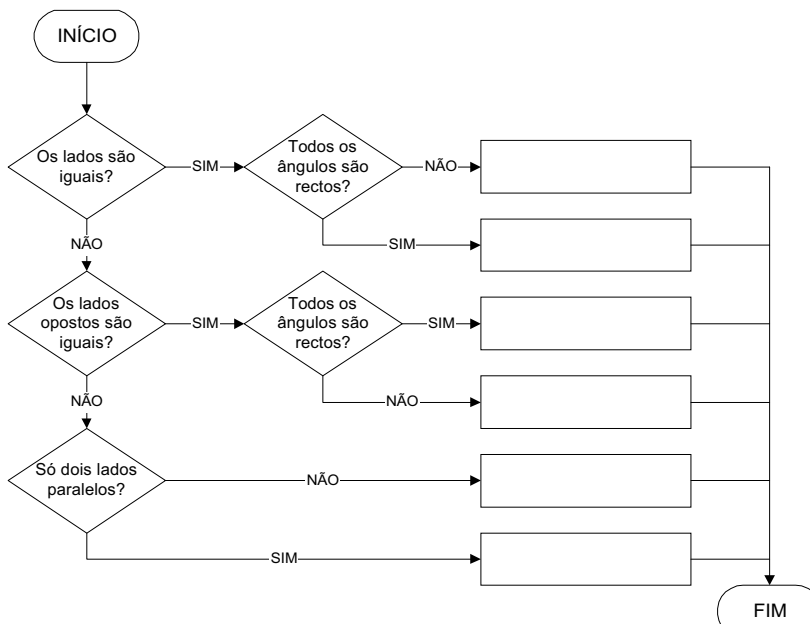 INÍCIO
Os lados são
iguais?
SIM
Todos os
ângulos são
rectos?
NÃO
SIM
NÃO
Os lados
opostos são
iguais?
SIM
Todos os
ângulos são
rectos?
SIM
NÃO
NÃO
Só dois lados
paralelos?
NÃO
SIM
FIM